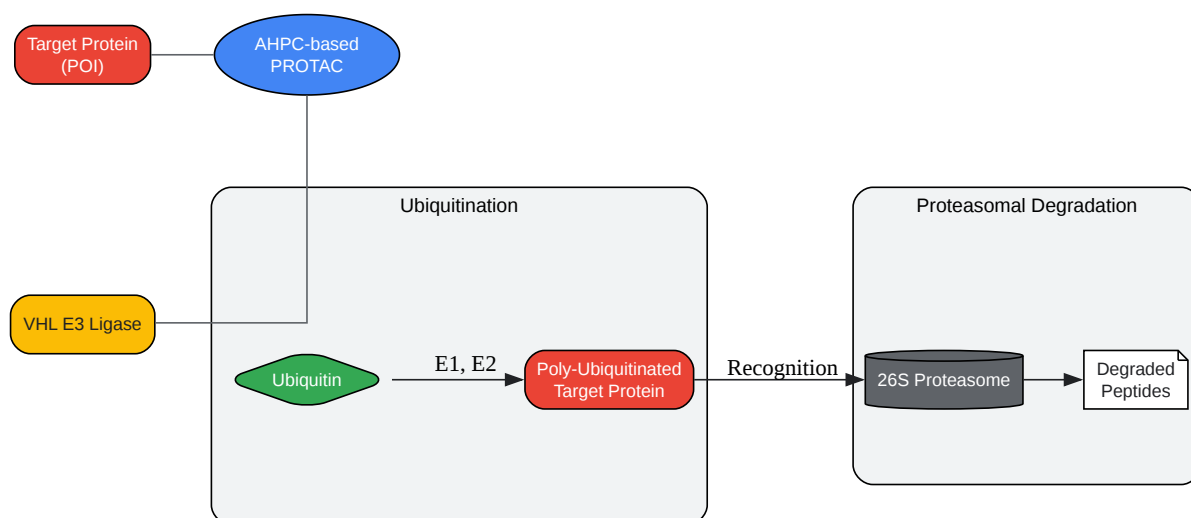 Target Protein
(POI)
AHPC-based
PROTAC
Ubiquitination
Proteasomal Degradation
VHL E3 Ligase
Ubiquitin
E1, E2
Poly-Ubiquitinated
Target Protein
Recognition
26S Proteasome
Degraded
Peptides